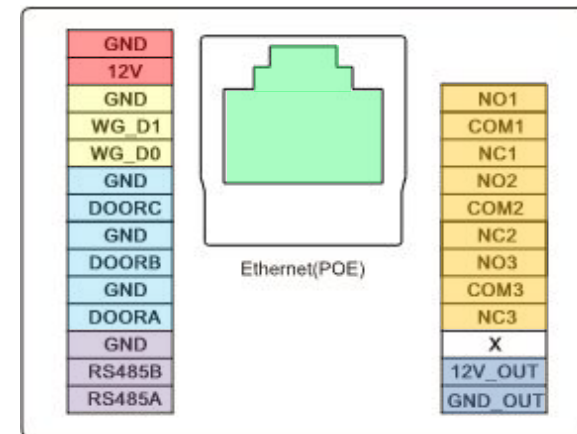 GND
12V
GND
WG_D1
WG_D0
GND
DOORC
GND
DOORB
GND
DOORA
GND
RS485B
RS485A
Ethernet(POE)
NO1
COM1
NC1
NO2
COM2
NC2
NO3
COM3
NC3
X
12V_OUT
GND_OUT